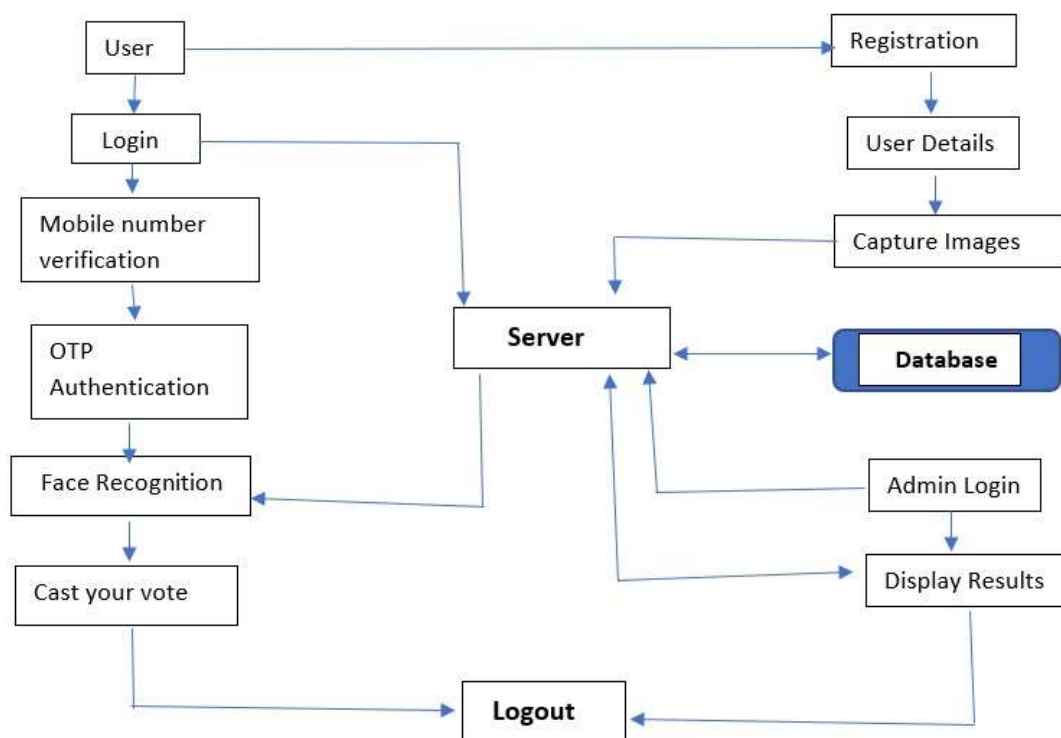 User
Registration
Login
User Details
Mobile number
verification
Capture Images
Server
OTP
Authentication
Database
Face Recognition
Admin Login
Cast your vote
Display Results
Logout